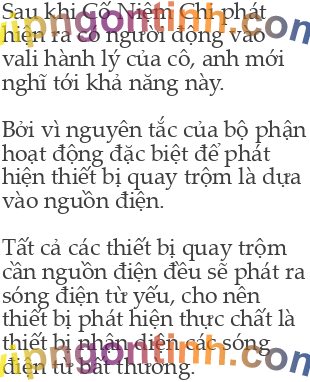 Sau khi Cố Niệm Chi phát
hiện ra có người động vào
vali hành lý của cô, anh mới
nghĩ tới khả năng này.
Bởi vì nguyên tắc của bộ phận
hoạt động đặc biệt để phát
hiện thiết bị quay trộm là dựa
vào nguồn điện.
Tất cả các thiết bị quay trộm
cần nguồn điện đều sẽ phát ra
sóng điện từ yếu, cho nên
thiết bị phát hiện thực chất là
thiết bị nhận diện các sóng
điện từ bất thường.
vipngontinh.com
vipngontinh.com